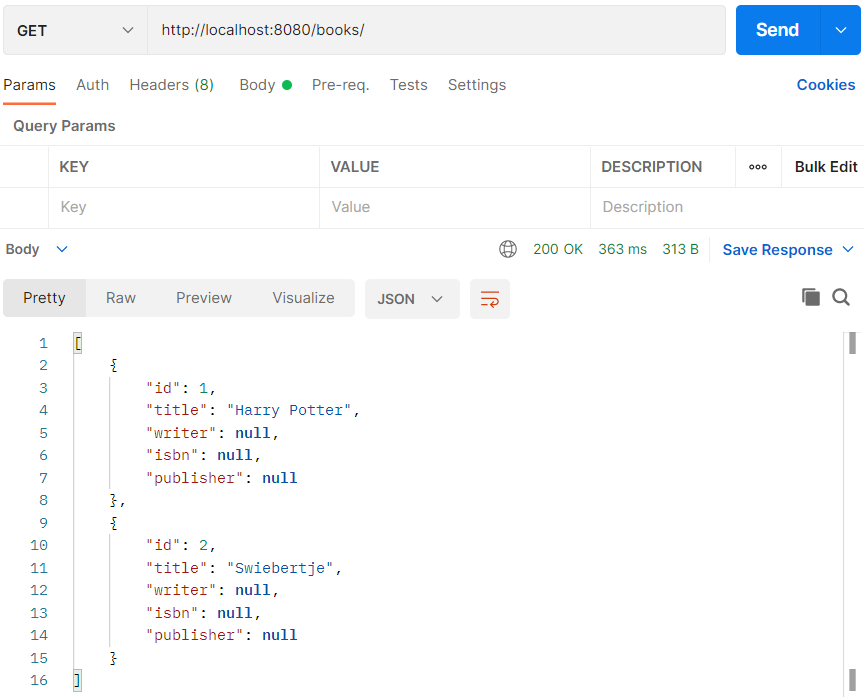 GET http://localhost:8080/books/ Send
Params Auth Headers (8) Body Pre-req. Tests Settings Cookies
Query Params
KEY VALUE DESCRIPTION ooo Bulk Edit
Key Value Description
Body 200 OK 363 ms 313 B Save Response
Pretty Raw Preview Visualize JSON
1 [
2 {
3 "id": 1,
4 "title": "Harry Potter",
5 "writer": null,
6 "isbn": null,
7 "publisher": null
8 },
9 {
10 "id": 2,
11 "title": "Swiebertje",
12 "writer": null,
13 "isbn": null,
14 "publisher": null
15 }
16 ]